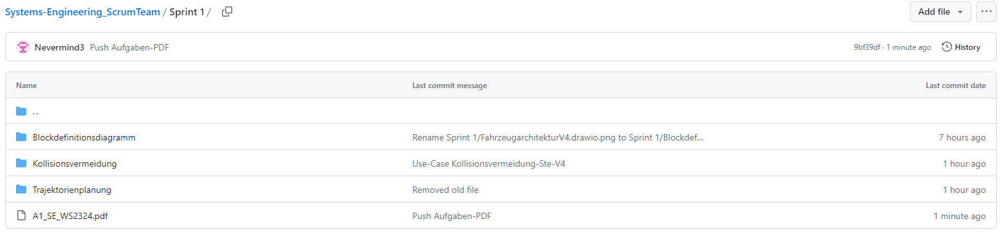 Systems-Engineering_ScrumTeam / Sprint 1 /
Add file
Nevermind3 Push Aufgaben-PDF 9bf39df · 1 minute ago History
Name Last commit message Last commit date
..
Blockdefinitionsdiagramm Rename Sprint 1/FahrzeugarchitekturV4.drawio.png to Sprint 1/Blockdef... 7 hours ago
Kollisionsvermeidung Use-Case Kollisionsvermeidung-Ste-V4 1 hour ago
Trajektorienplanung Removed old file 1 hour ago
A1_SE_WS2324.pdf Push Aufgaben-PDF 1 minute ago